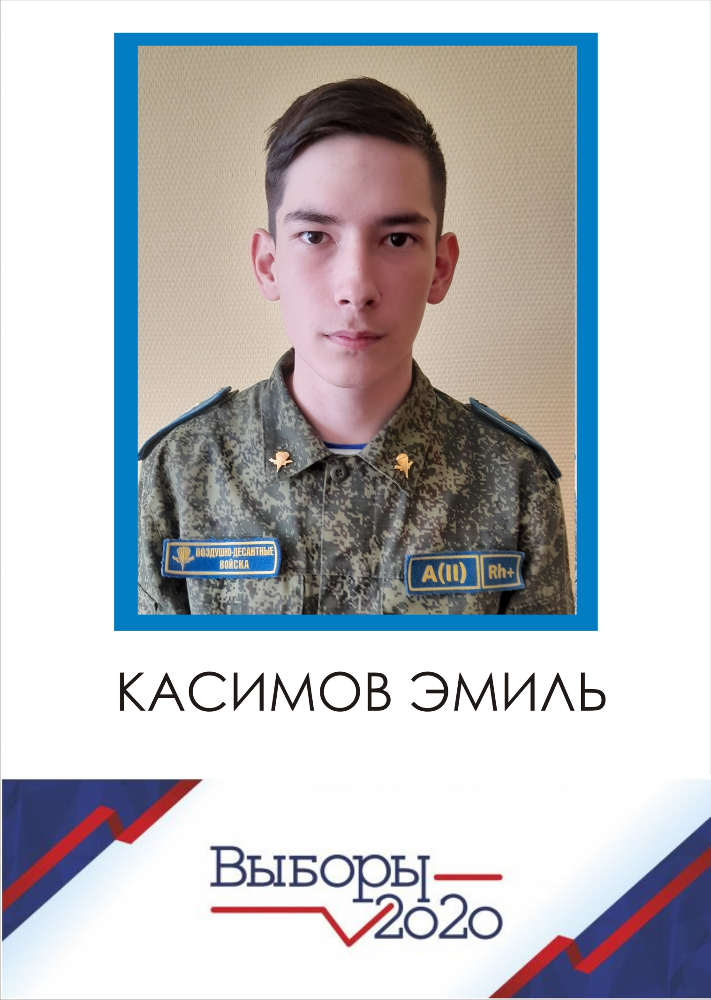 ВОЗДУШНО-ДЕСАНТНЫЕ
ВОЙСКА
A(II) Rh+
КАСИМОВ ЭМИЛЬ
Выборы
2020